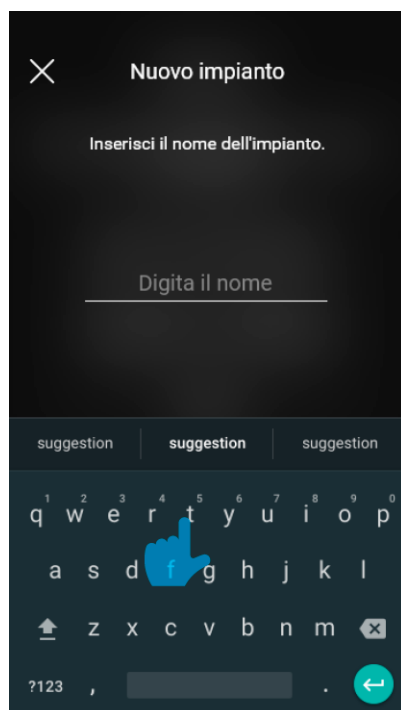 Nuovo impianto
Inserisci il nome dell'impianto.
Digita il nome
suggestion suggestion suggestion
1 2 3 4 5 6 7 8 9 0
q w e r t y u i o p
a s d f g h j k l
z x c v b n m
?123 , .